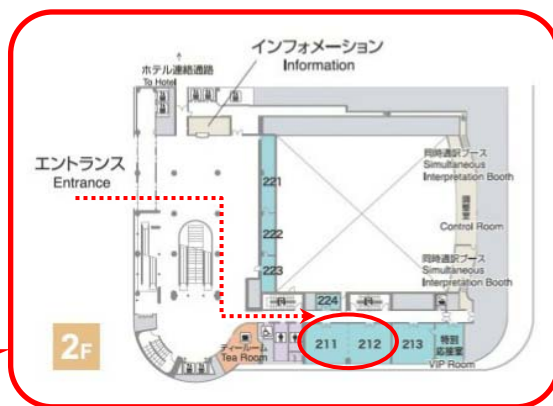 インフォメーション
Information
ホテル連絡通路
To Hotel
エントランス
Entrance
同時通訳ブース
Simultaneous
Interpretation Booth
調整室
Control Room
同時通訳ブース
Simultaneous
Interpretation Booth
221
222
223
224
2F
ティールーム
Tea Room
211
212
213
特別
応接室
VIP Room